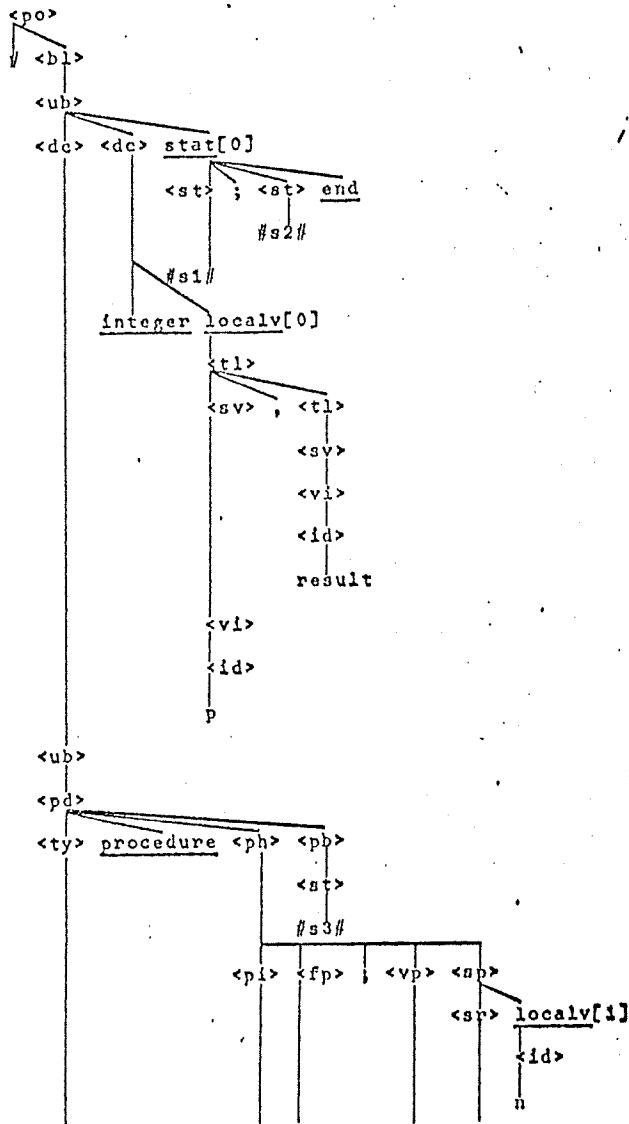 <po>
# <bl>
<ub>
<dc> <dc> stat[0]
<st> ; <st> end
#s2#
#s1#
integer localv[0]
<tl>
<sv> , <tl>
<sv>
<vi>
<id>
result
<vi>
<id>
p
<ub>
<pd>
<ty> procedure <ph> <pb>
<st>
#s3#
<pi> <fp> ; <vp> <sp>
<sr> localv[1]
<id>
n